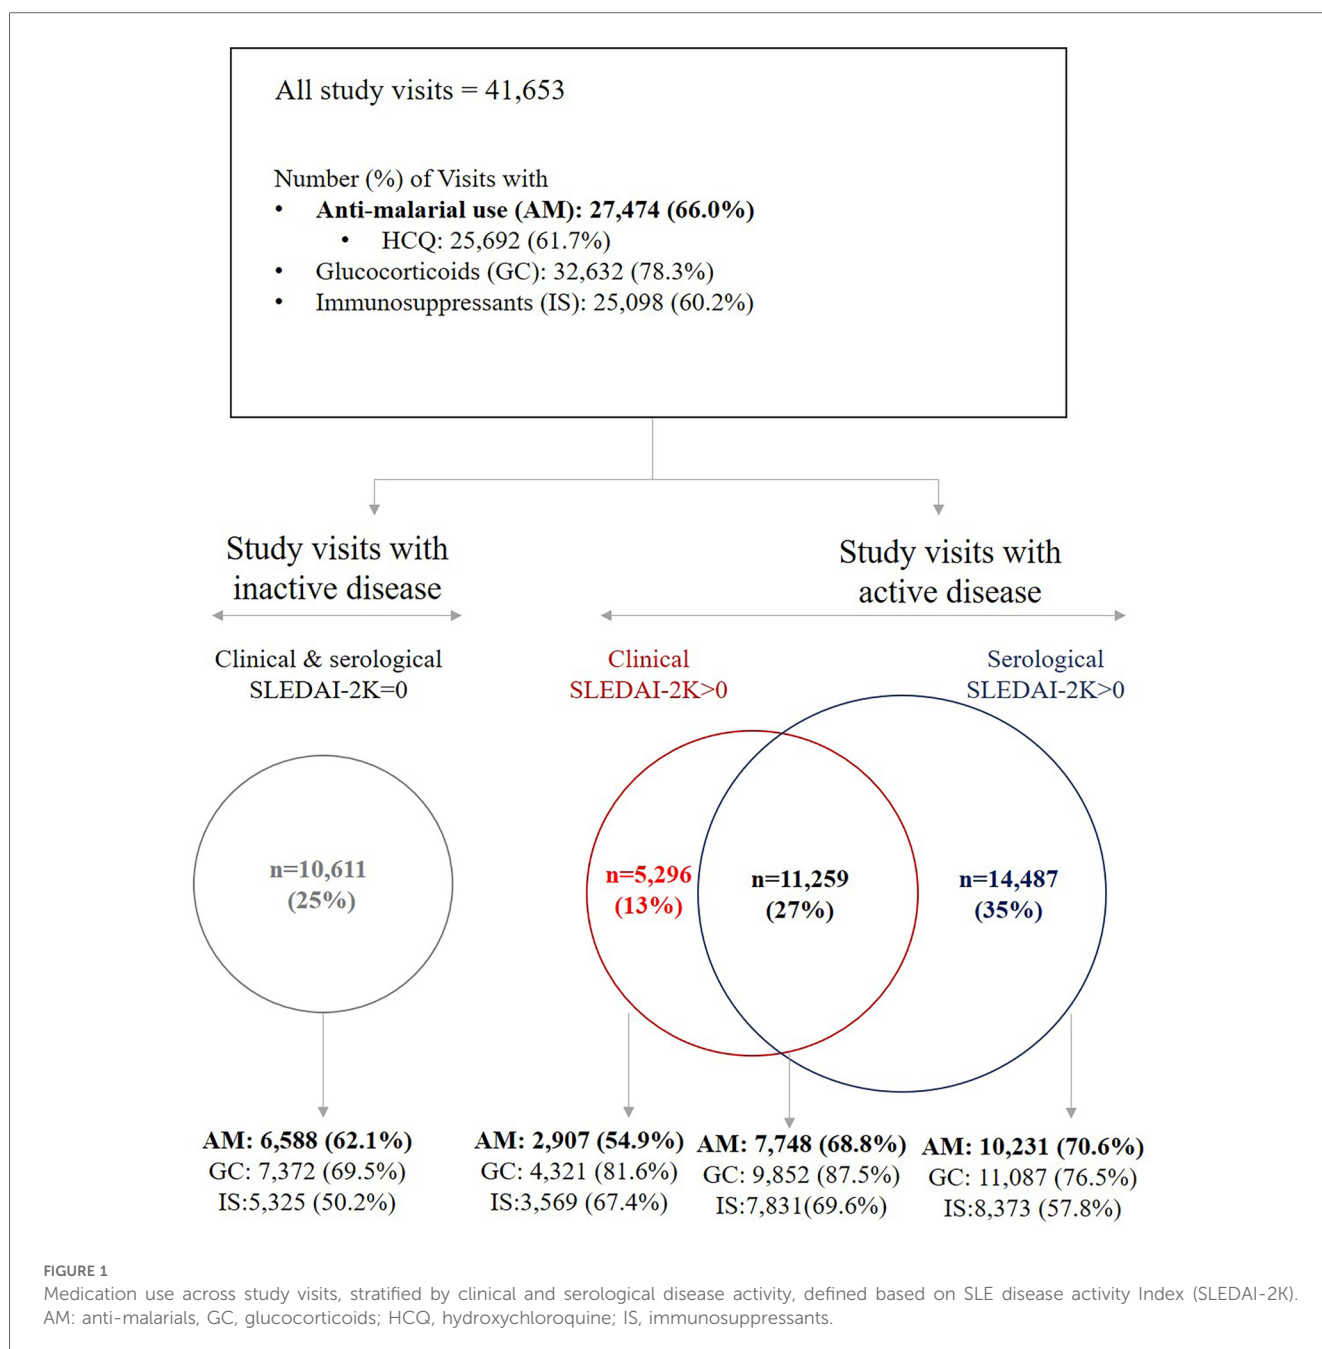 All study visits = 41,653
Number (%) of Visits with
• Anti-malarial use (AM): 27,474 (66.0%)
• HCQ: 25,692 (61.7%)
• Glucocorticoids (GC): 32,632 (78.3%)
• Immunosuppressants (IS): 25,098 (60.2%)
Study visits with
inactive disease
Clinical & serological
SLEDAI-2K=0
Study visits with
active disease
Clinical
SLEDAI-2K>0
Serological
SLEDAI-2K>0
n=10,611
(25%)
n=5,296
(13%)
n=11,259
(27%)
n=14,487
(35%)
AM: 6,588 (62.1%)
GC: 7,372 (69.5%)
IS:5,325 (50.2%)
AM: 2,907 (54.9%)
GC: 4,321 (81.6%)
IS:3,569 (67.4%)
AM: 7,748 (68.8%)
GC: 9,852 (87.5%)
IS:7,831(69.6%)
AM: 10,231 (70.6%)
GC: 11,087 (76.5%)
IS:8,373 (57.8%)
FIGURE 1
Medication use across study visits, stratified by clinical and serological disease activity, defined based on SLE disease activity Index (SLEDAI-2K).
AM: anti-malarials, GC, glucocorticoids; HCQ, hydroxychloroquine; IS, immunosuppressants.